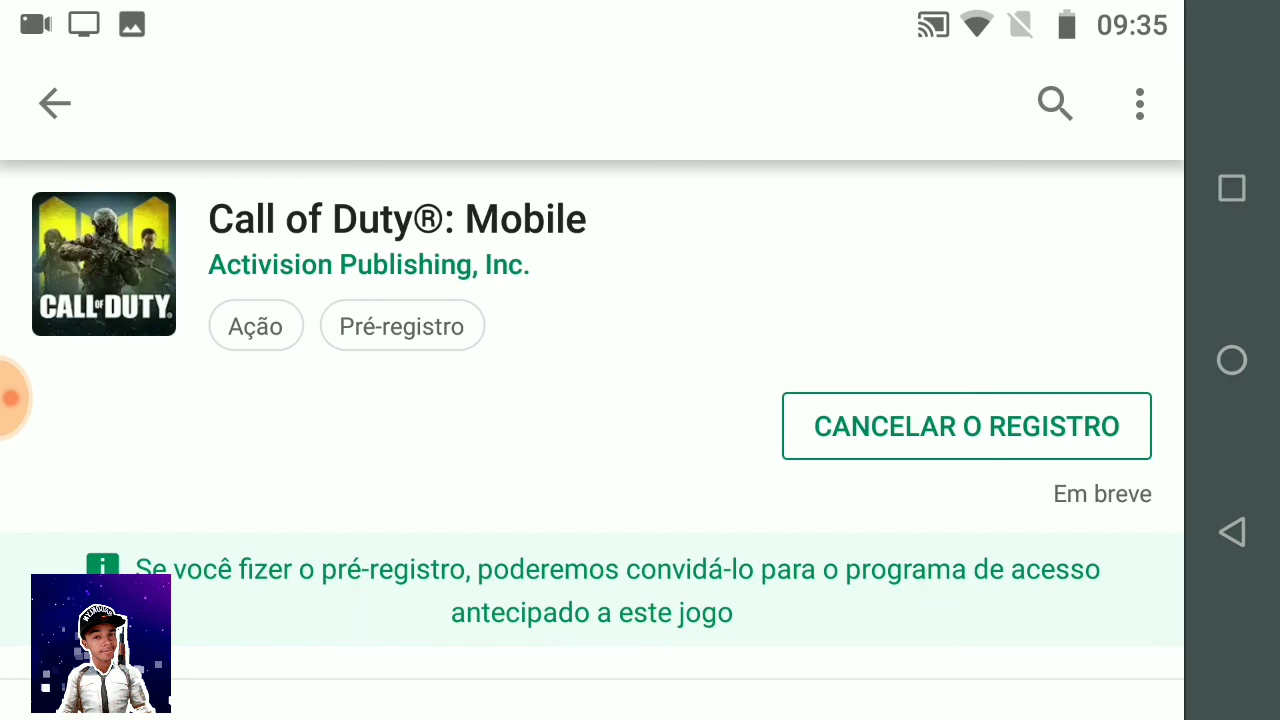 09:35
Call of Duty®: Mobile
Activision Publishing, Inc.
Ação
Pré-registro
CALL OF DUTY®
CANCELAR O REGISTRO
Em breve
Se você fizer o pré-registro, poderemos convidá-lo para o programa de acesso
antecipado a este jogo